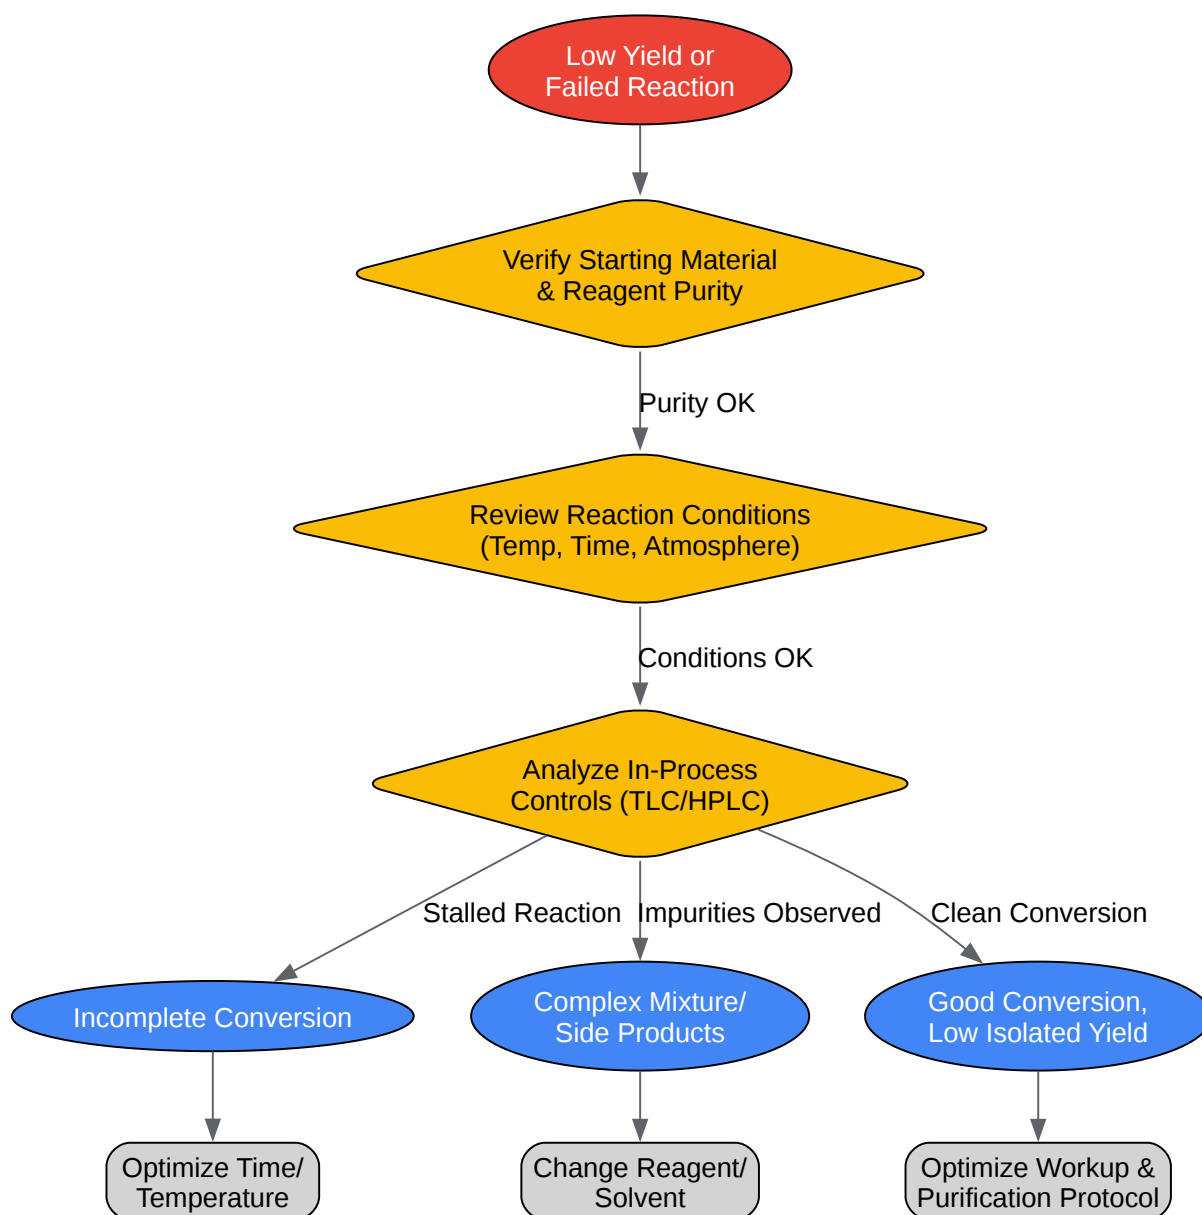 Low Yield or
Failed Reaction
Verify Starting Material
& Reagent Purity
Purity OK
Review Reaction Conditions
(Temp, Time, Atmosphere)
Conditions OK
Analyze In-Process
Controls (TLC/HPLC)
Stalled Reaction
Impurities Observed
Clean Conversion
Incomplete Conversion
Complex Mixture/
Side Products
Good Conversion,
Low Isolated Yield
Optimize Time/
Temperature
Change Reagent/
Solvent
Optimize Workup &
Purification Protocol